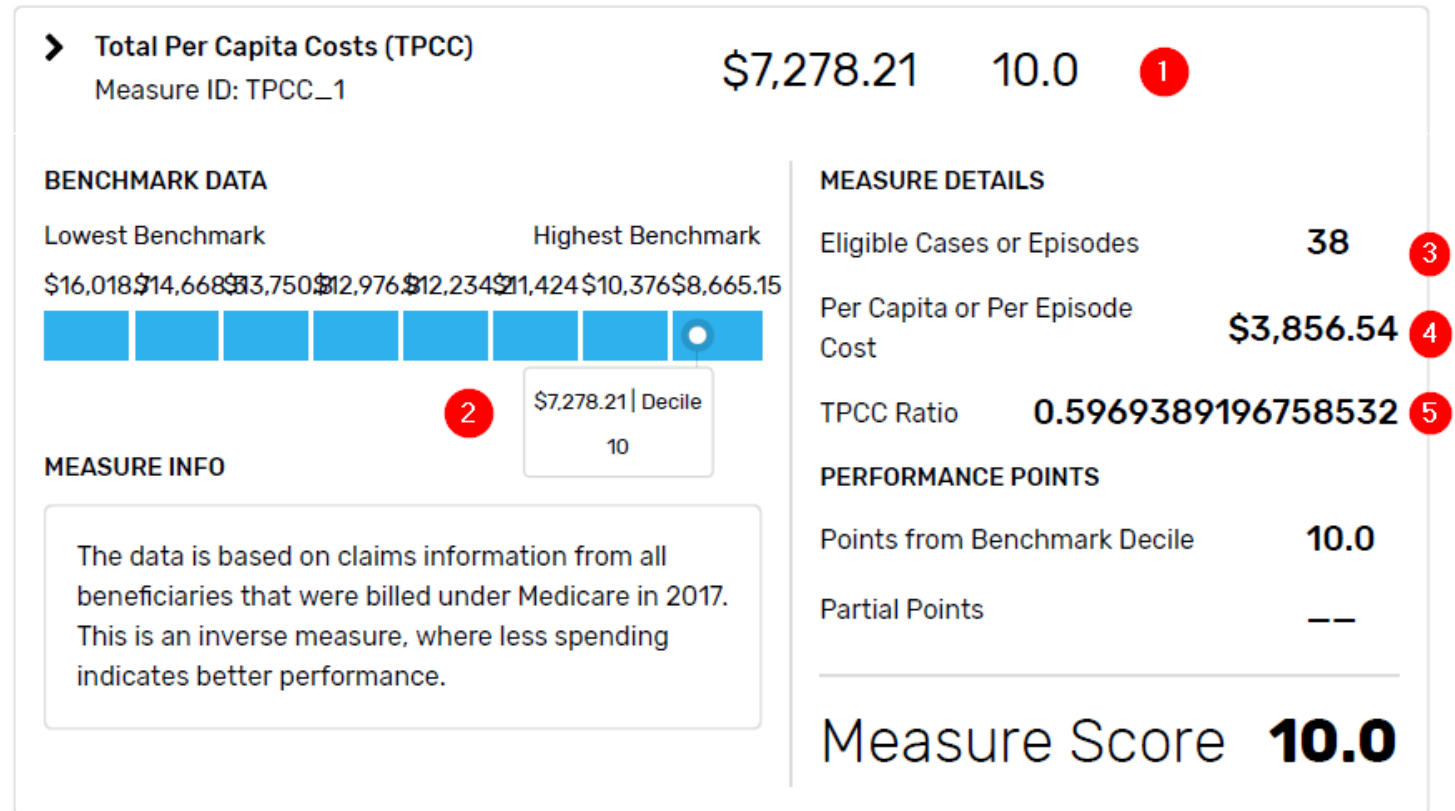 Total Per Capita Costs (TPCC) $7,278.21 10.0 1
Measure ID: TPCC_1
BENCHMARK DATA
Lowest Benchmark Highest Benchmark
$12,976.8 $11,424 $10,376 $8,665.15
$7,278.21 | Decile
10
2
MEASURE INFO
The data is based on claims information from all
beneficiaries that were billed under Medicare in 2017.
This is an inverse measure, where less spending
indicates better performance.
MEASURE DETAILS
Eligible Cases or Episodes 38 3
Per Capita or Per Episode
Cost $3,856.54 4
TPCC Ratio 0.5969389196758532 5
PERFORMANCE POINTS
Points from Benchmark Decile 10.0
Partial Points --
Measure Score 10.0